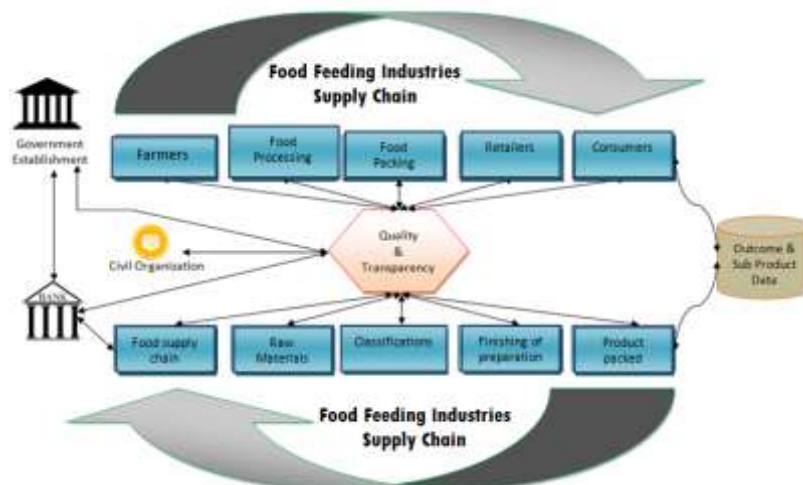 Food Feeding Industries
Supply Chain
Government
Establishment
Farmers
Food
Processing
Food
Packing
Retailers
Consumers
Quality
&
Transparency
Civil Organization
Outcome &
Sub Product
Data
BANK
Food supply
chain
Raw
Materials
Classifications
Finishing of
preparation
Product
packed
Food Feeding Industries
Supply Chain